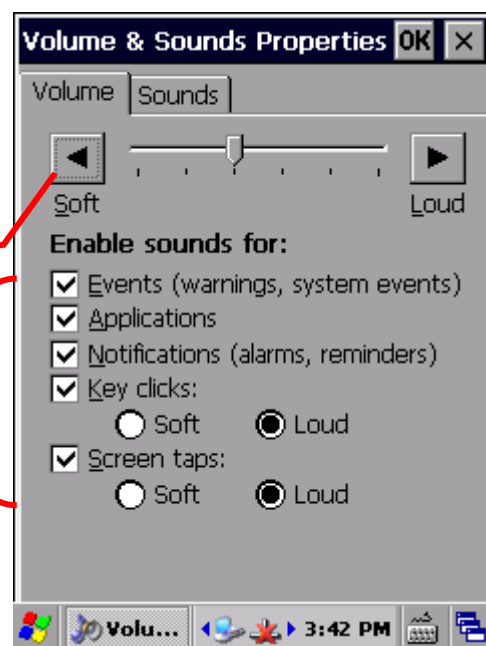 Volume & Sounds Properties OK ×
Volume Sounds
Soft Loud
Enable sounds for:
Events (warnings, system events)
Applications
Notifications (alarms, reminders)
Key clicks:
Soft Loud
Screen taps:
Soft Loud
Volu... 3:42 PM